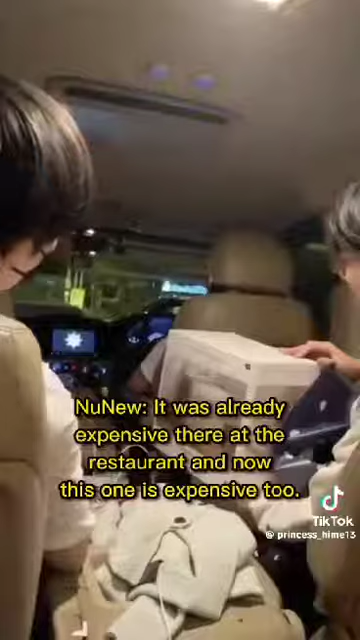 NuNew: It was already
expensive there at the
restaurant and now
this one is expensive too.
TikTok
@ princess_hime13